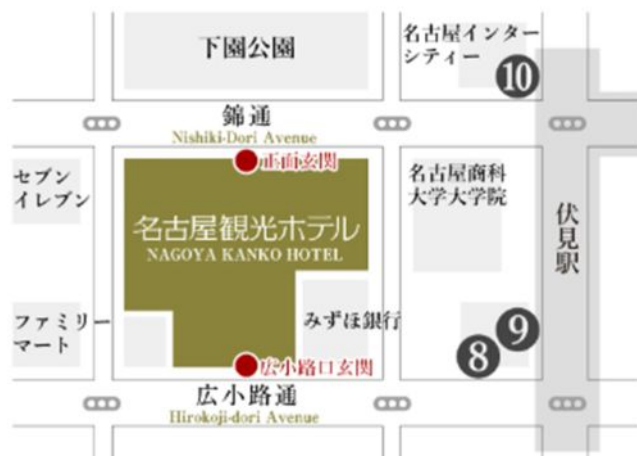 下園公園
名古屋インター
シティー
10
錦通
Nishiki-Dori Avenue
正面玄関
セブン
イレブン
名古屋観光ホテル
NAGOYA KANKO HOTEL
名古屋商科
大学大学院
伏見駅
ファミリー
マート
みずほ銀行
9
8
広小路口玄関
広小路通
Hirokoji-dori Avenue